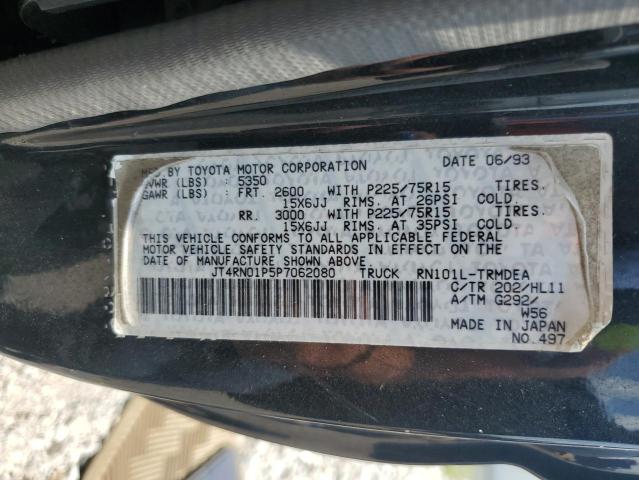 MFD. BY TOYOTA MOTOR CORPORATION DATE 06/93
GVWR (LBS) : 5350
GAWR (LBS) : FRT. 2600 WITH P225/75R15 TIRES.
15X6JJ RIMS. AT 26PSI COLD.
RR. 3000 WITH P225/75R15 TIRES.
15X6JJ RIMS. AT 35PSI COLD.
THIS VEHICLE CONFORMS TO ALL APPLICABLE FEDERAL
MOTOR VEHICLE SAFETY STANDARDS IN EFFECT ON THE
DATE OF MANUFACTURE SHOWN ABOVE.
JT4RN01P5P7062080 TRUCK RN101L-TRMDEA
C/TR 202/HL11
A/TM G292/
W56
MADE IN JAPAN
NO.497